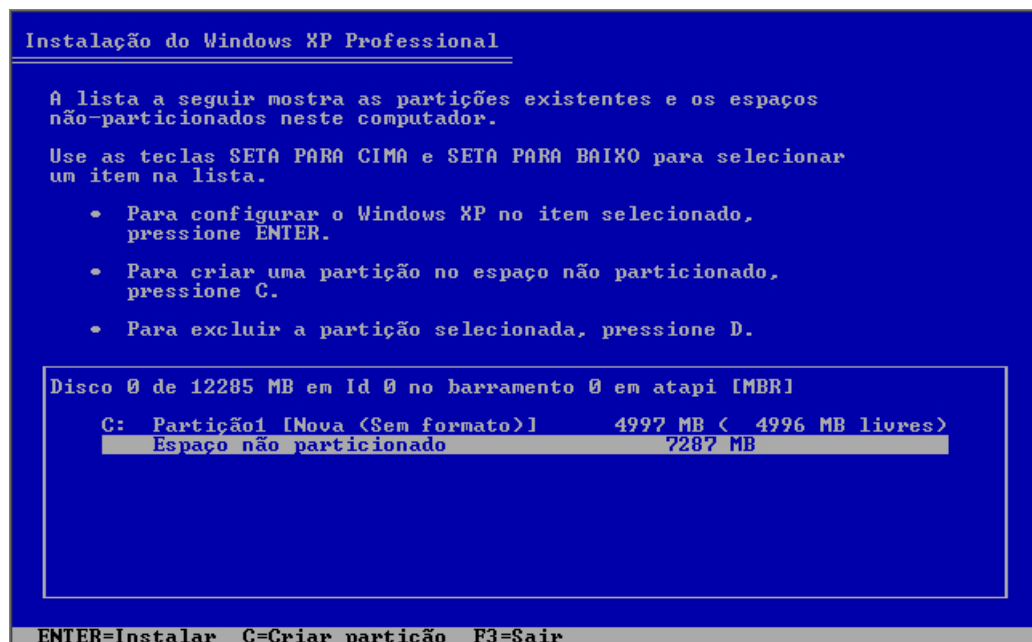 Instalação do Windows XP Professional
A lista a seguir mostra as partições existentes e os espaços
não-particionados neste computador.
Use as teclas SETA PARA CIMA e SETA PARA BAIXO para selecionar
um item na lista.
• Para configurar o Windows XP no item selecionado,
pressione ENTER.
• Para criar uma partição no espaço não particionado,
pressione C.
• Para excluir a partição selecionada, pressione D.
Disco 0 de 12285 MB em Id 0 no barramento 0 em atapi [MBR]
C: Partição1 [Nova (Sem formato)] 4997 MB ( 4996 MB livres)
Espaço não particionado 7287 MB
ENTER=Instalar C=Criar partição F3=Sair